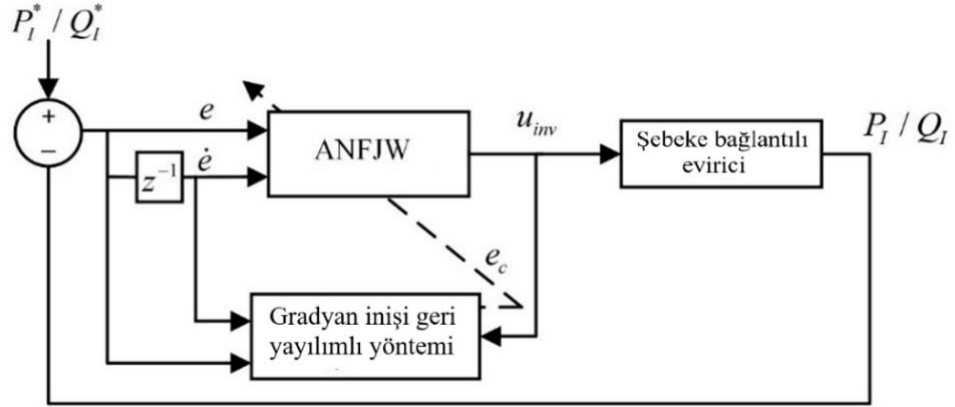 P_I^* / Q_I^*
+
−
e
z^{-1}
ė
ANFJW
u_{inv}
Şebeke bağlantılı
evirici
P_I / Q_I
e_c
Gradyan inişi geri
yayılımlı yöntemi